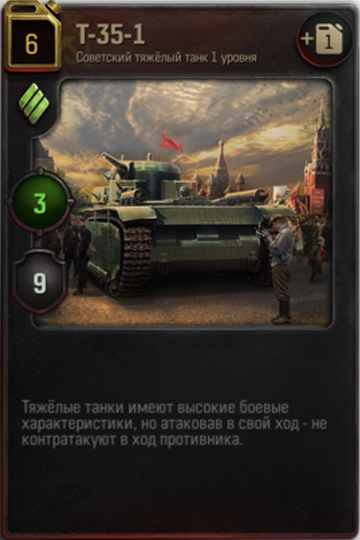 6
Т-35-1
Советский тяжёлый танк 1 уровня
+1
3
9
Тяжёлые танки имеют высокие боевые
характеристики, но атаковав в свой ход - не
контратакуют в ход противника.